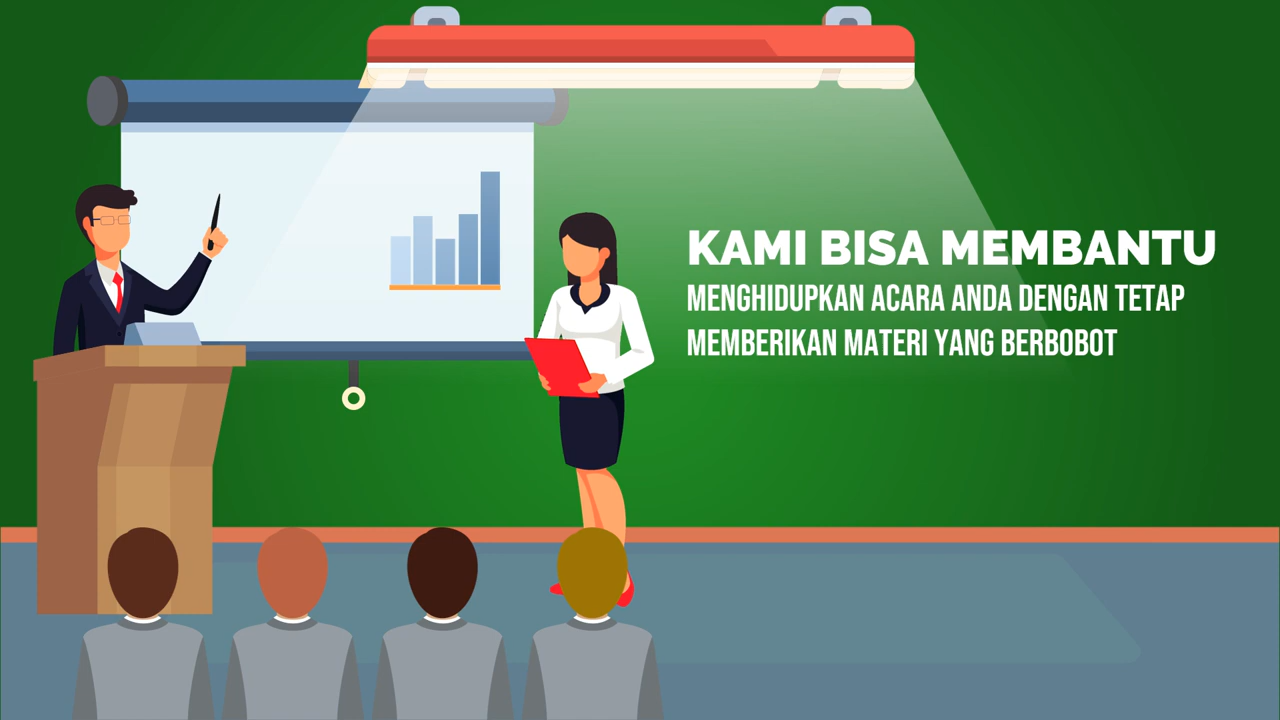 KAMI BISA MEMBANTU
MENGHIDUPKAN ACARA ANDA DENGAN TETAP
MEMBERIKAN MATERI YANG BERBOBOT